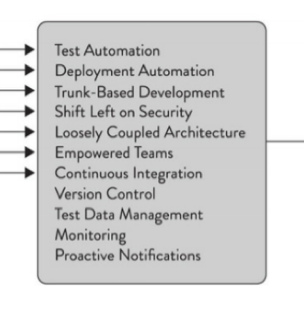 Test Automation
Deployment Automation
Trunk-Based Development
Shift Left on Security
Loosely Coupled Architecture
Empowered Teams
Continuous Integration
Version Control
Test Data Management
Monitoring
Proactive Notifications